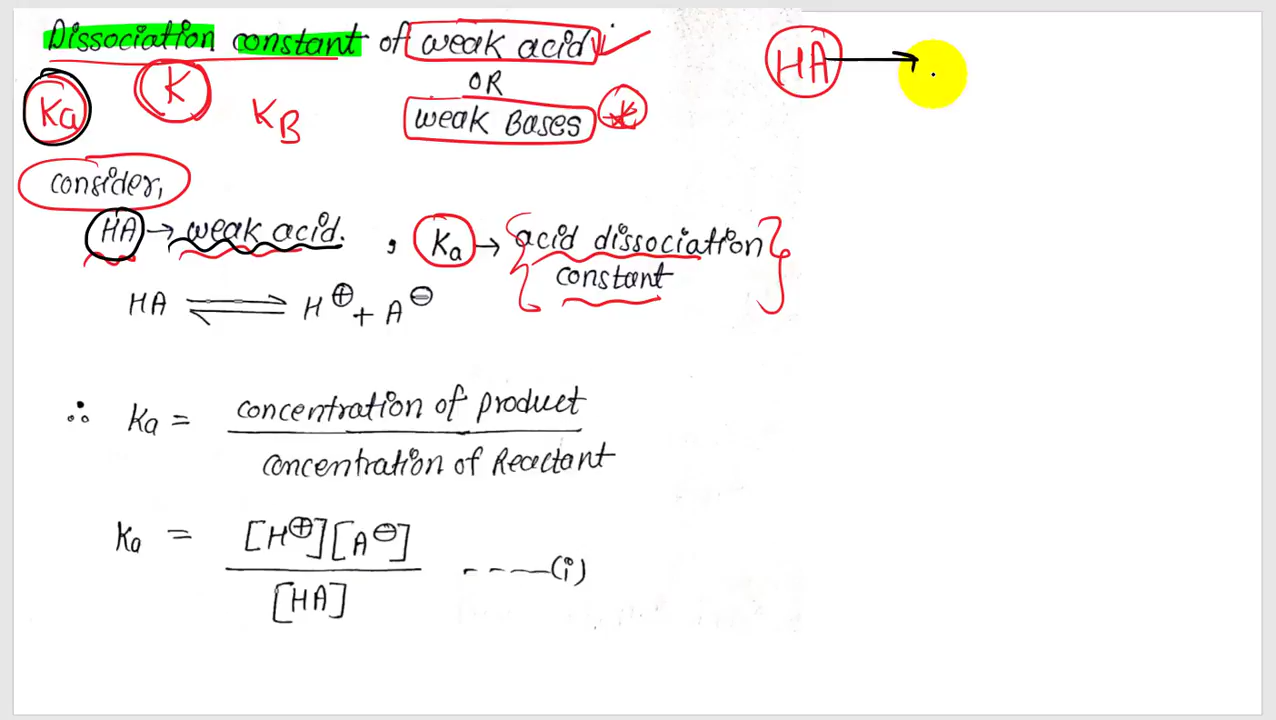 Dissociation constant of weak acid
OR
weak Bases
Ka K KB
HA →
consider,
HA → weak acid. , Ka → {acid dissociation
constant}
HA ⇌ H⊕ + A⊖
∴ Ka = concentration of product
concentration of Reactant
Ka = [H⊕][A⊖]
[HA] ----(i)